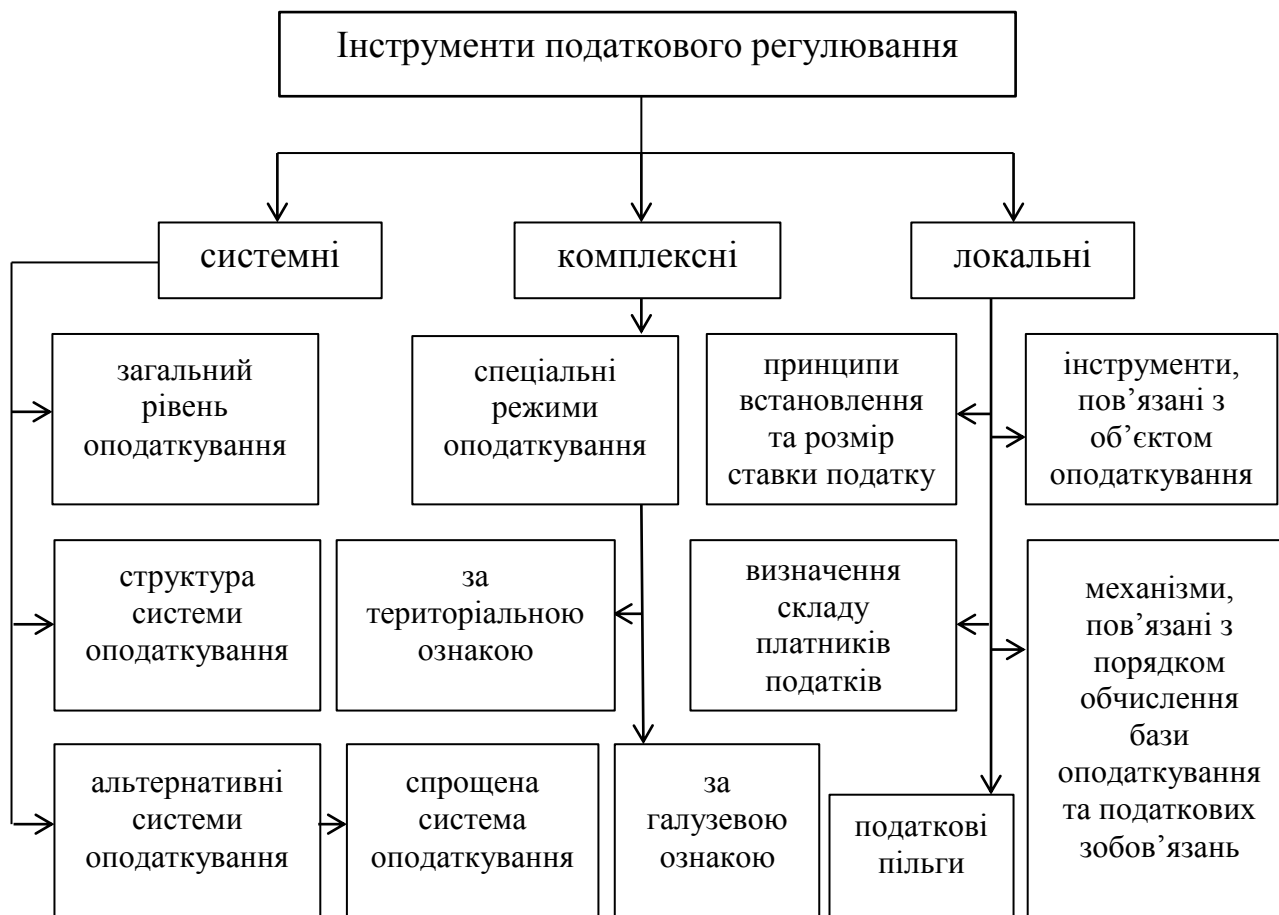 Інструменти податкового регулювання
системні
комплексні
локальні
загальний
рівень
оподаткування
спеціальні
режими
оподаткування
принципи
встановлення
та розмір
ставки податку
інструменти,
пов’язані з
об’єктом
оподаткування
структура
системи
оподаткування
за
територіальною
ознакою
визначення
складу
платників
податків
механізми,
пов’язані з
порядком
обчислення
бази
оподаткування
та податкових
зобов’язань
альтернативні
системи
оподаткування
спрощена
система
оподаткування
за
галузевою
ознакою
податкові
пільги